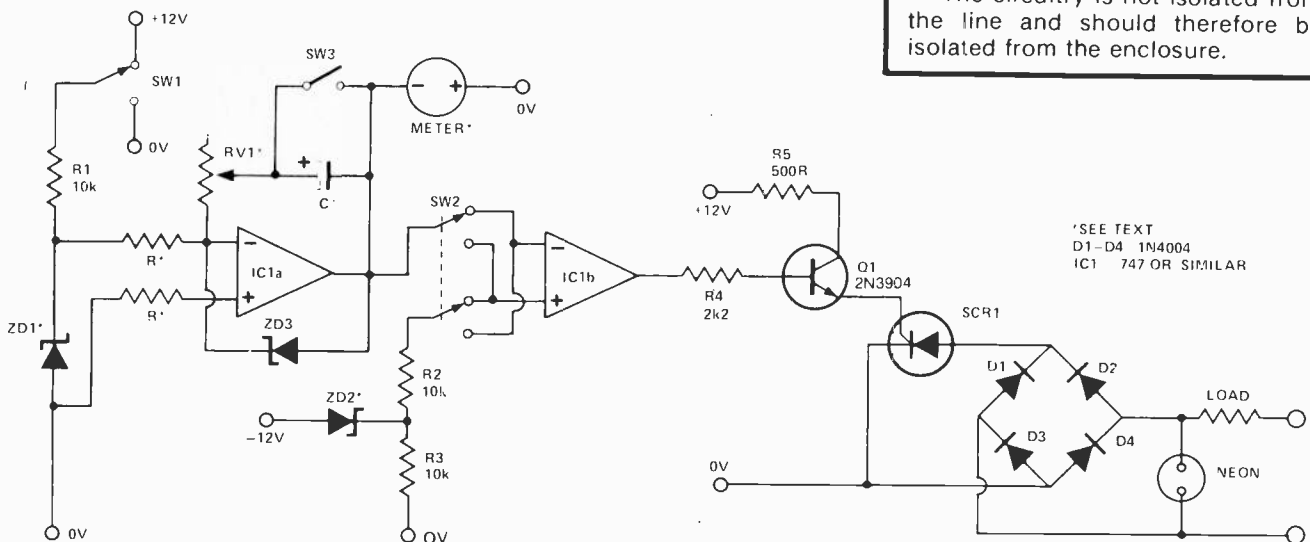 The circuitry is not isolated from
the line and should therefore b
isolated from the enclosure.
+12V
SW1
0V
R1
10k
RV1*
SW3
+
C*
- +
METER*
0V
R*
R*
-
+
IC1a
ZD1*
ZD3
0V
SW2
R2
10k
ZD2*
-12V
R3
10k
0V
-
+
IC1b
R4
2k2
R5
500R
+12V
Q1
2N3904
SCR1
*SEE TEXT
D1-D4 1N4004
IC1 747 OR SIMILAR
D1
D2
D3
D4
LOAD
NEON
0V